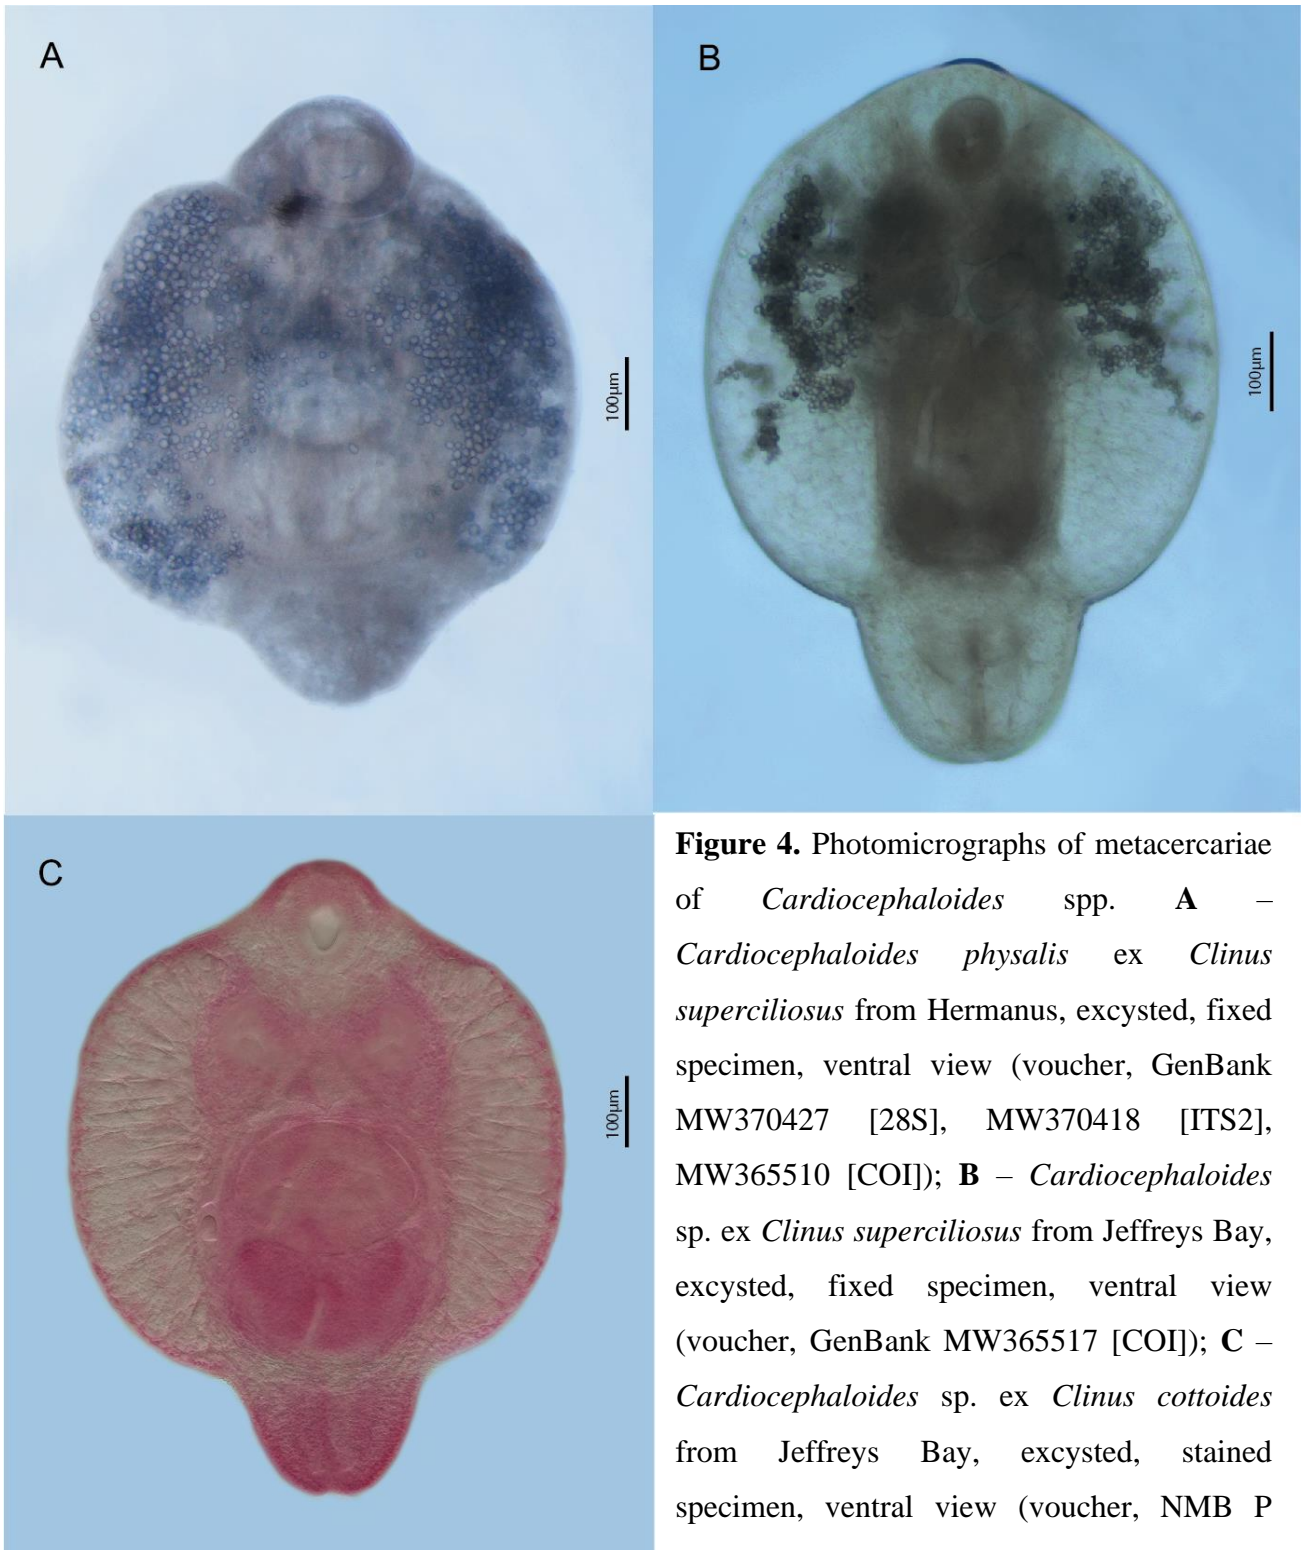 A
B
100µm
100µm
C
100µm
Figure 4. Photomicrographs of metacercariae
of Cardiocephaloides spp. A –
Cardiocephaloides physalis ex Clinus
superciliosus from Hermanus, excysted, fixed
specimen, ventral view (voucher, GenBank
MW370427 [28S], MW370418 [ITS2],
MW365510 [COI]); B – Cardiocephaloides
sp. ex Clinus superciliosus from Jeffreys Bay,
excysted, fixed specimen, ventral view
(voucher, GenBank MW365517 [COI]); C –
Cardiocephaloides sp. ex Clinus cottoides
from Jeffreys Bay, excysted, stained
specimen, ventral view (voucher, NMB P